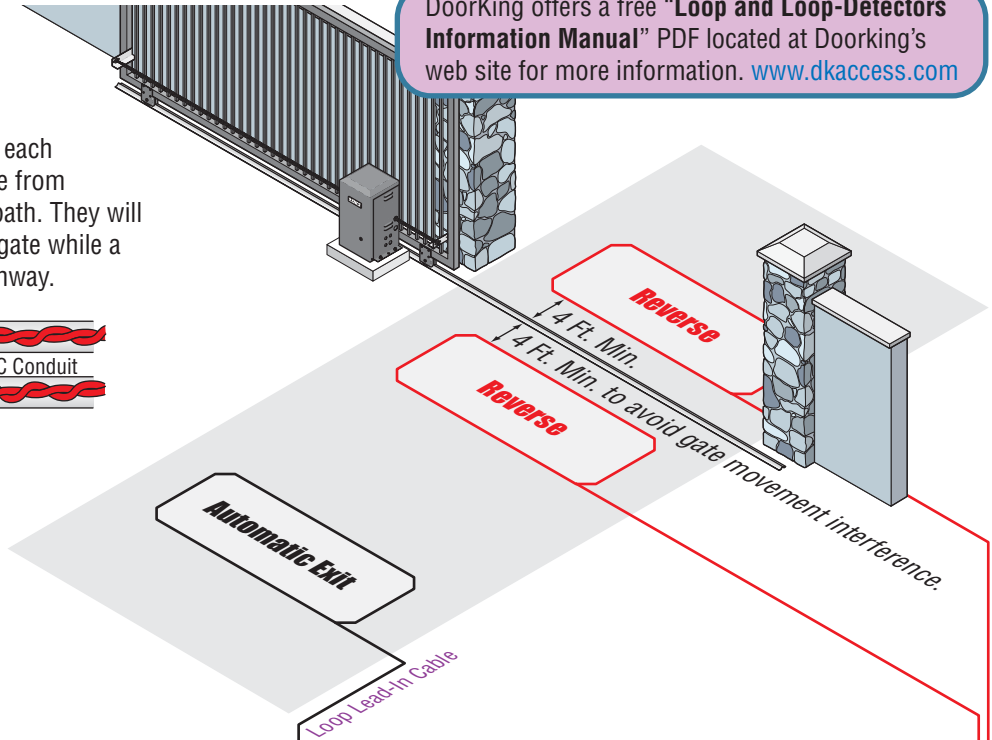 DoorKing offers a free “Loop and Loop-Detectors
Information Manual” PDF located at Doorking's
web site for more information. www.dkaccess.com
each
from
path. They will
gate while a
C Conduit
Reverse
4 Ft. Min.
Reverse
4 Ft. Min. to avoid gate movement interference.
Automatic Exit
Loop Lead-In Cable